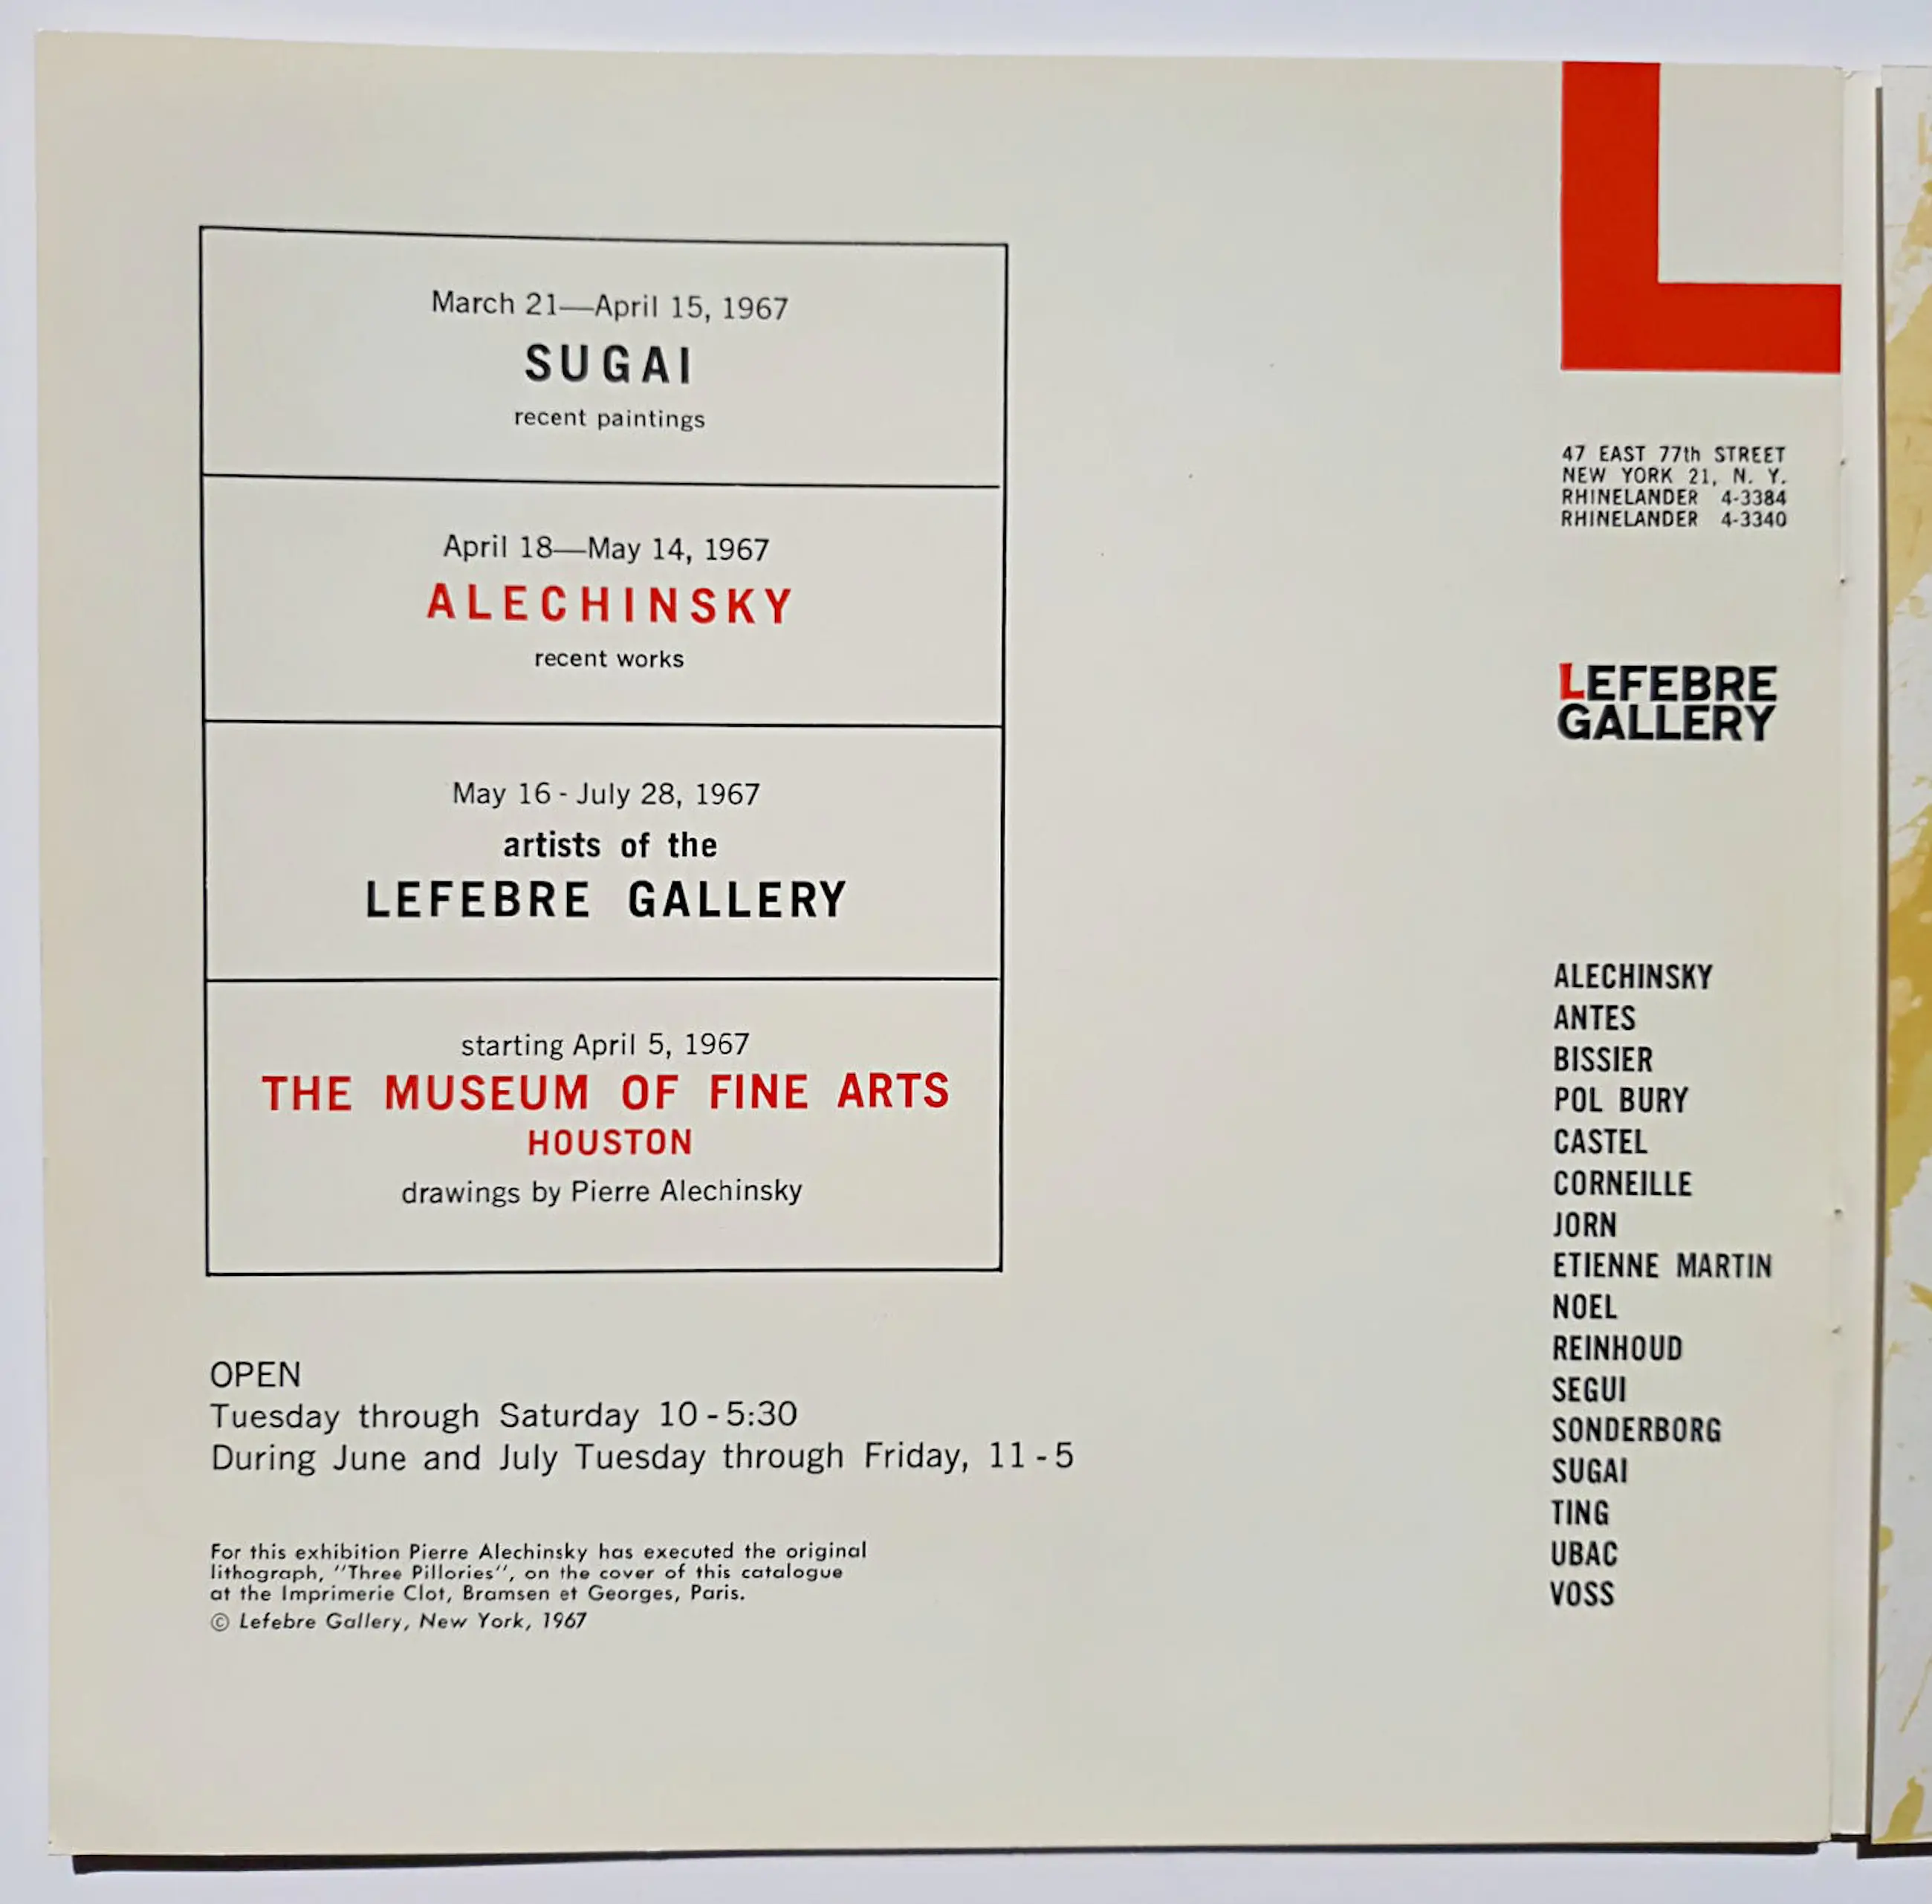 March 21—April 15, 1967
SUGAI
recent paintings
April 18—May 14, 1967
ALECHINSKY
recent works
May 16 - July 28, 1967
artists of the
LEFEBRE GALLERY
starting April 5, 1967
THE MUSEUM OF FINE ARTS
HOUSTON
drawings by Pierre Alechinsky
OPEN
Tuesday through Saturday 10 - 5:30
During June and July Tuesday through Friday, 11 - 5
For this exhibition Pierre Alechinsky has executed the original
lithograph, "Three Pillories", on the cover of this catalogue
at the Imprimerie Clot, Bramsen et Georges, Paris.
© Lefebre Gallery, New York, 1967
L
47 EAST 77th STREET
NEW YORK 21, N. Y.
RHINELANDER 4-3384
RHINELANDER 4-3340
LEFEBRE
GALLERY
ALECHINSKY
ANTES
BISSIER
POL BURY
CASTEL
CORNEILLE
JORN
ETIENNE MARTIN
NOEL
REINHOUD
SEGUI
SONDERBORG
SUGAI
TING
UBAC
VOSS